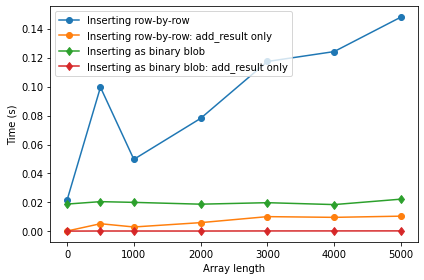 Inserting row-by-row
Inserting row-by-row: add_result only
Inserting as binary blob
Inserting as binary blob: add_result only
Time (s)
0.14
0.12
0.10
0.08
0.06
0.04
0.02
0.00
0 1000 2000 3000 4000 5000
Array length